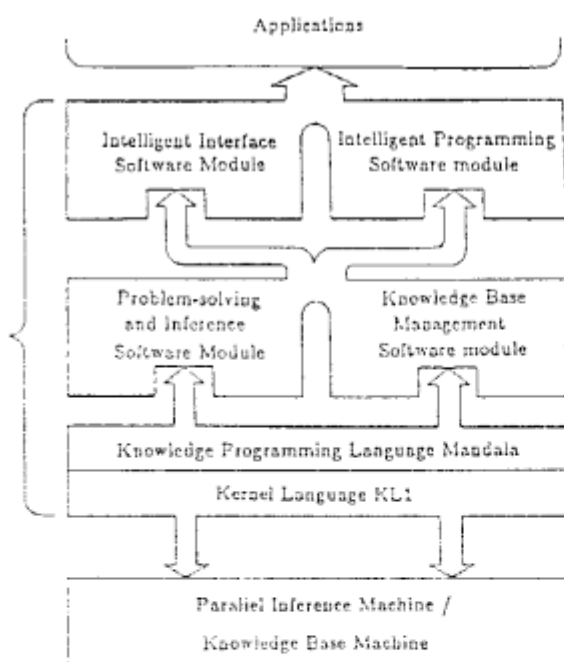 Applications
Intelligent Interface
Software Module
Intelligent Programming
Software module
Problem-solving
and Inference
Software Module
Knowledge Base
Management
Software module
Knowledge Programming Language Mandala
Kernel Language KL1
Parallel Inference Machine /
Knowledge Base Machine